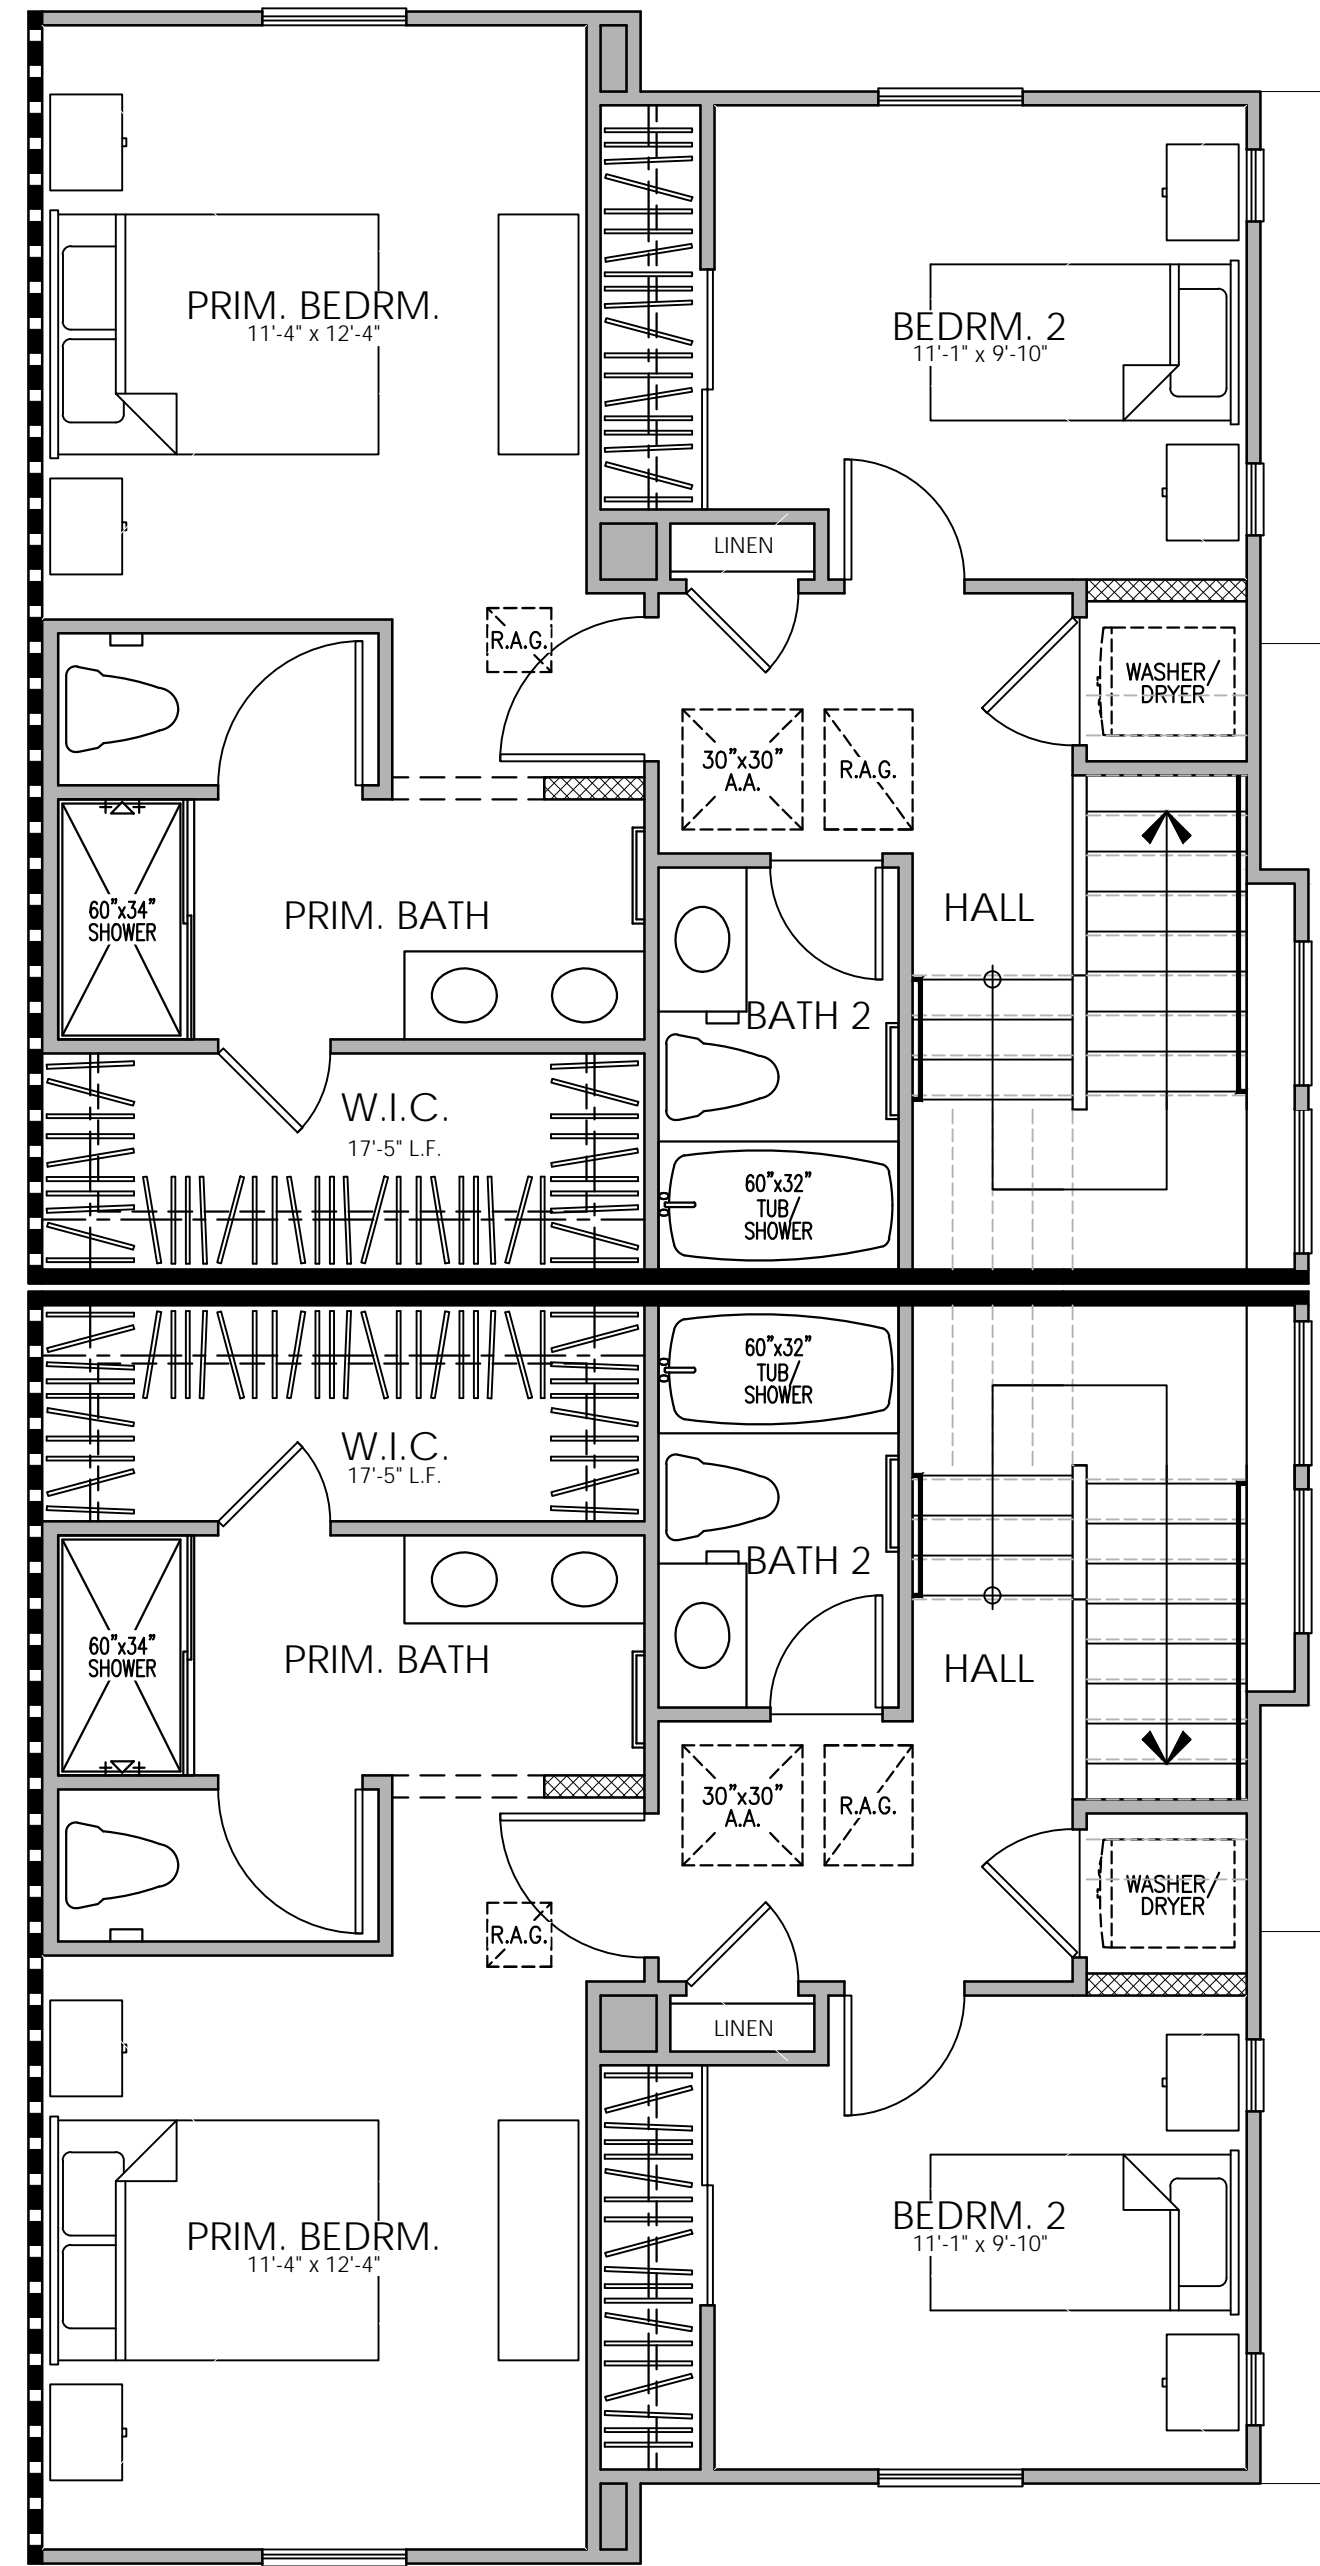 PRIM. BEDRM.
11'-4" x 12'-4"
BEDRM. 2
11'-1" x 9'-10"
LINEN
R.A.G.
WASHER/
DRYER
30"x30"
A.A.
R.A.G.
60"x34"
SHOWER
PRIM. BATH
HALL
BATH 2
W.I.C.
17'-5" L.F.
60"x32"
TUB/
SHOWER
60"x32"
TUB/
SHOWER
W.I.C.
17'-5" L.F.
BATH 2
60"x34"
SHOWER
PRIM. BATH
HALL
30"x30"
A.A.
R.A.G.
WASHER/
DRYER
R.A.G.
LINEN
PRIM. BEDRM.
11'-4" x 12'-4"
BEDRM. 2
11'-1" x 9'-10"